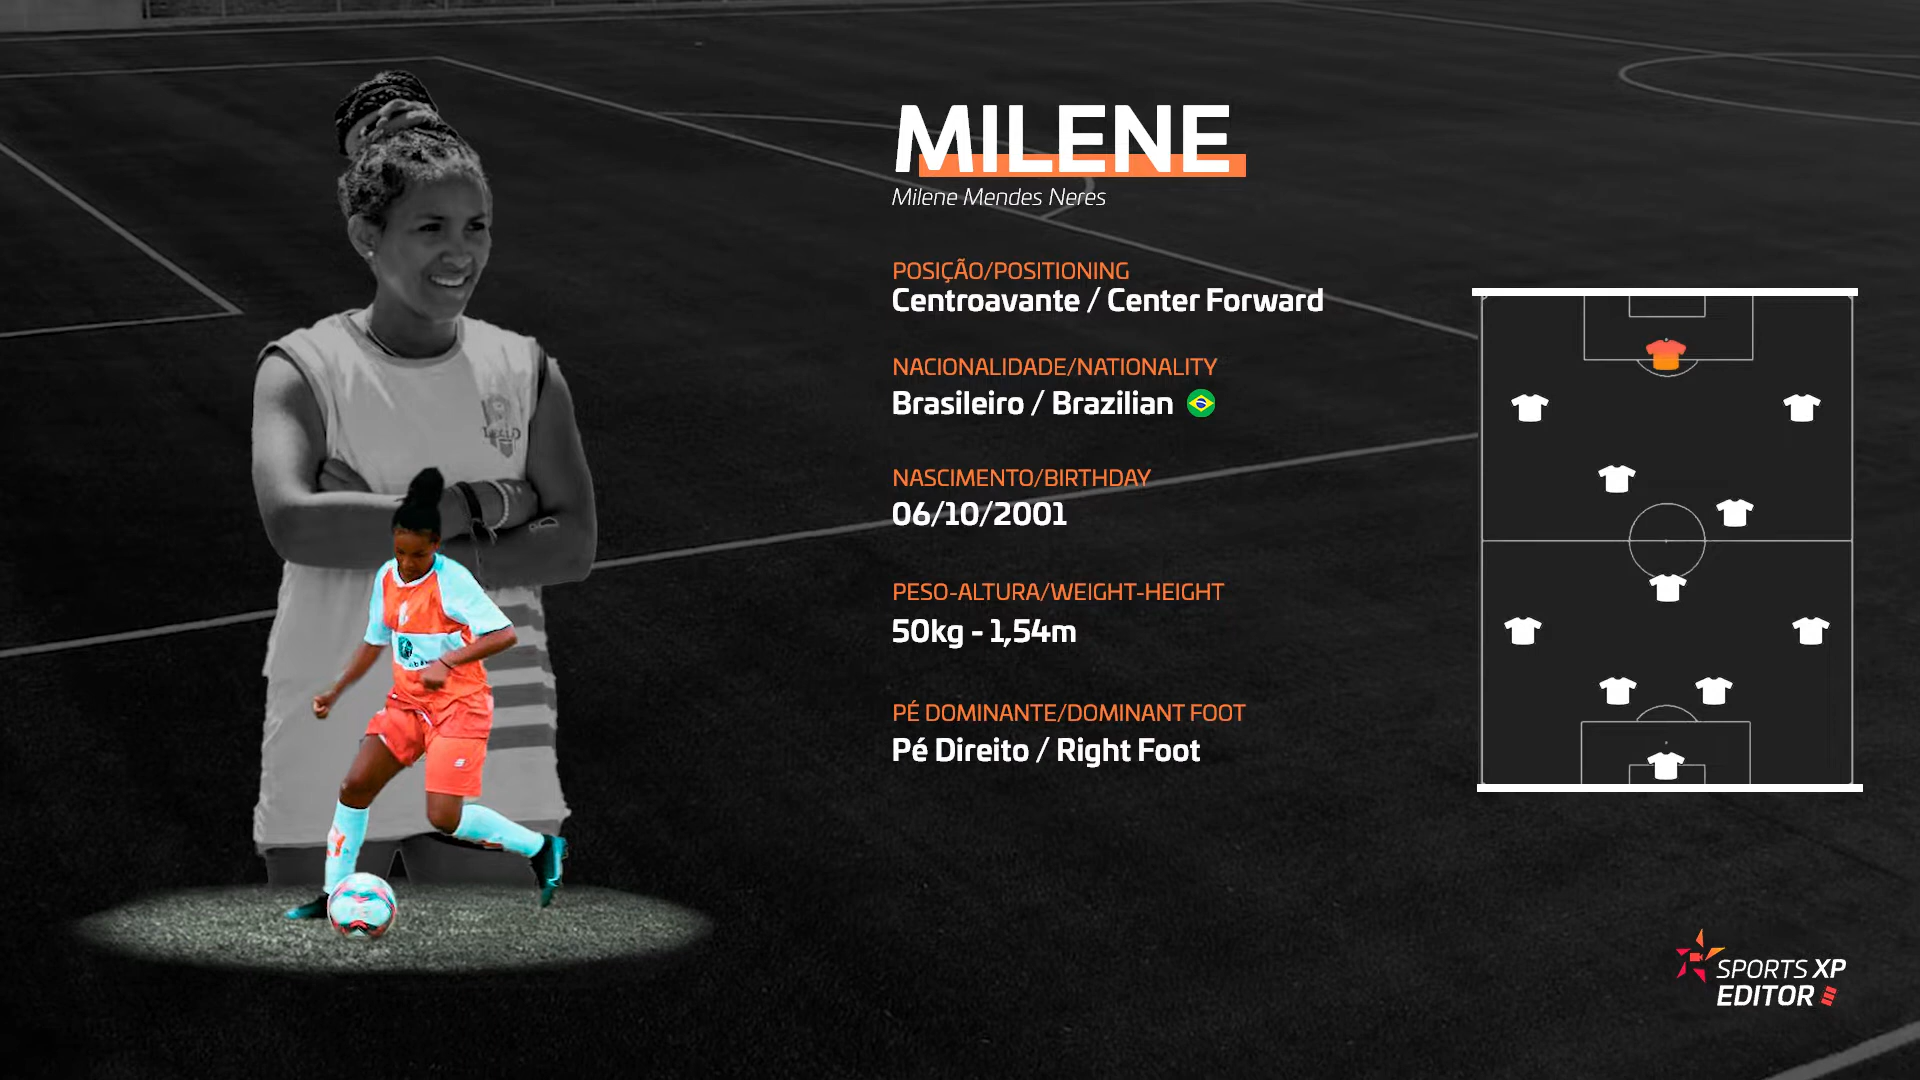 MILENE
Milene Mendes Neres
POSIÇÃO/POSITIONING
Centroavante / Center Forward
NACIONALIDADE/NATIONALITY
Brasileiro / Brazilian
NASCIMENTO/BIRTHDAY
06/10/2001
PESO-ALTURA/WEIGHT-HEIGHT
50kg - 1,54m
PÉ DOMINANTE/DOMINANT FOOT
Pé Direito / Right Foot
SPORTS XP
EDITOR